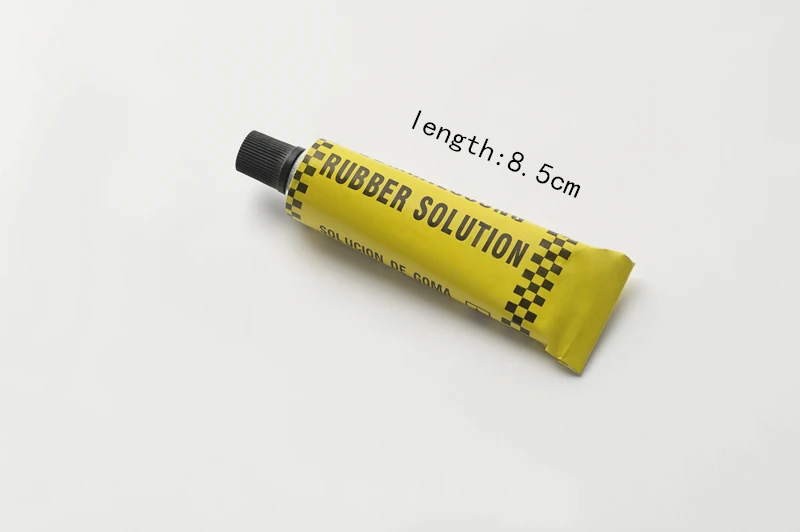 length:8.5cm
RUBBER SOLUTION
SOLUCION DE GOMA